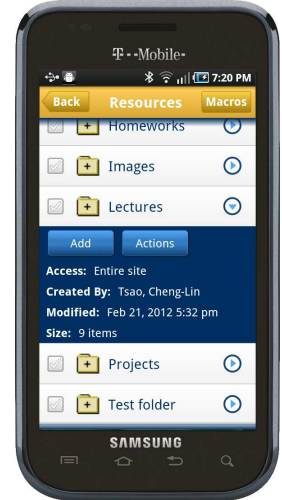 T - -Mobile-
7:20 PM
Back Resources Macros
Homeworks
Images
Lectures
Add Actions
Access: Entire site
Created By: Tsao, Cheng-Lin
Modified: Feb 21, 2012 5:32 pm
Size: 9 items
Projects
Test folder
SAMSUNG